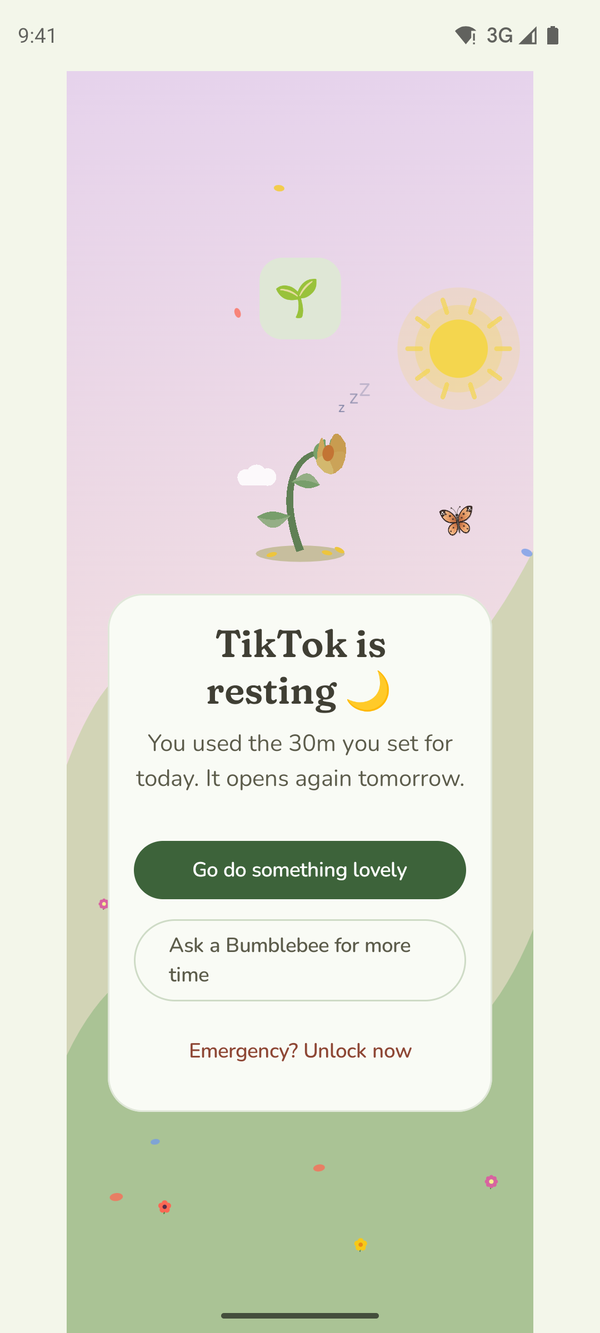 9:41
3G
z z Z
TikTok is
resting 🌙
You used the 30m you set for
today. It opens again tomorrow.
Go do something lovely
Ask a Bumblebee for more
time
Emergency? Unlock now